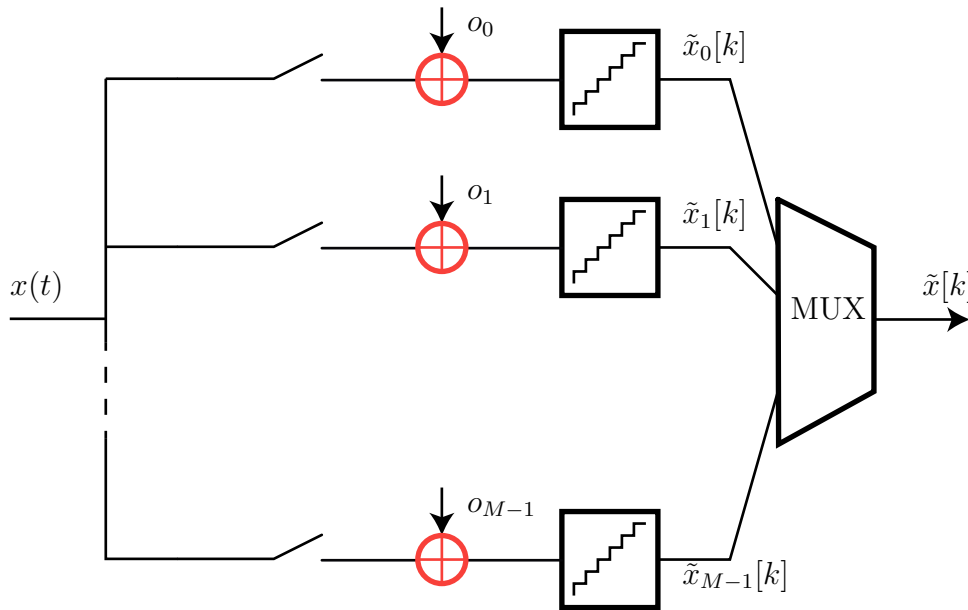 o_0
x̃_0[k]
o_1
x̃_1[k]
x(t)
MUX
x̃[k]
o_{M−1}
x̃_{M−1}[k]